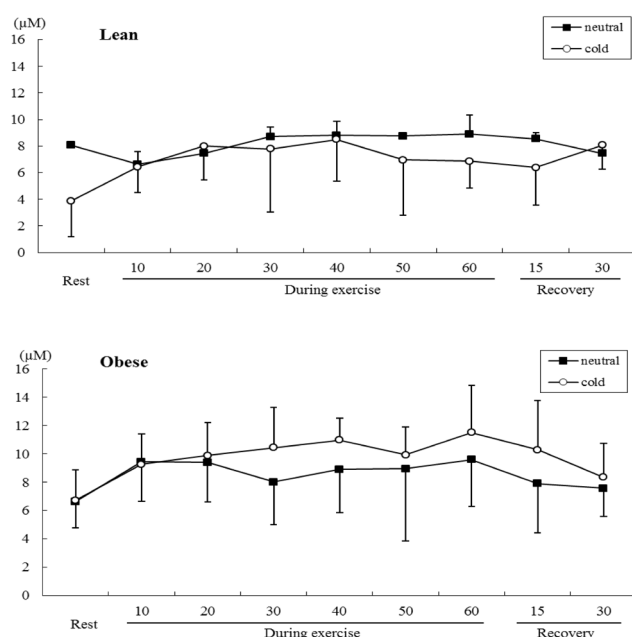 (μM)
Lean
neutral
cold
16
14
12
10
8
6
4
2
0
Rest
10 20 30 40 50 60 15 30
During exercise Recovery
(μM)
Obese
neutral
cold
16
14
12
10
8
6
4
2
0
Rest
10 20 30 40 50 60 15 30
During exercise Recovery